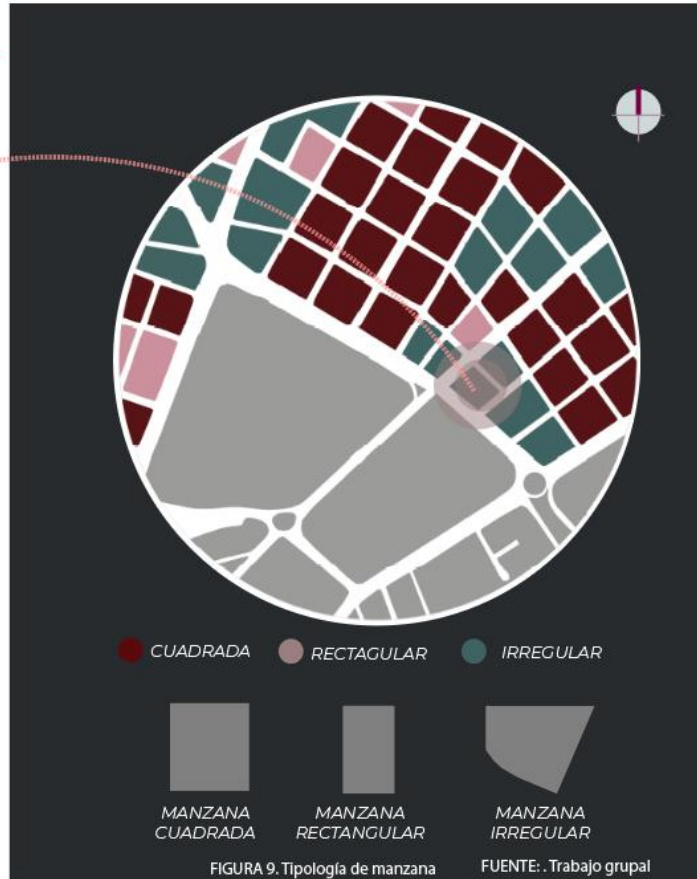 CUADRADA
RECTAGULAR
IRREGULAR
MANZANA
CUADRADA
MANZANA
RECTANGULAR
MANZANA
IRREGULAR
FIGURA 9. Tipología de manzana
FUENTE: . Trabajo grupal